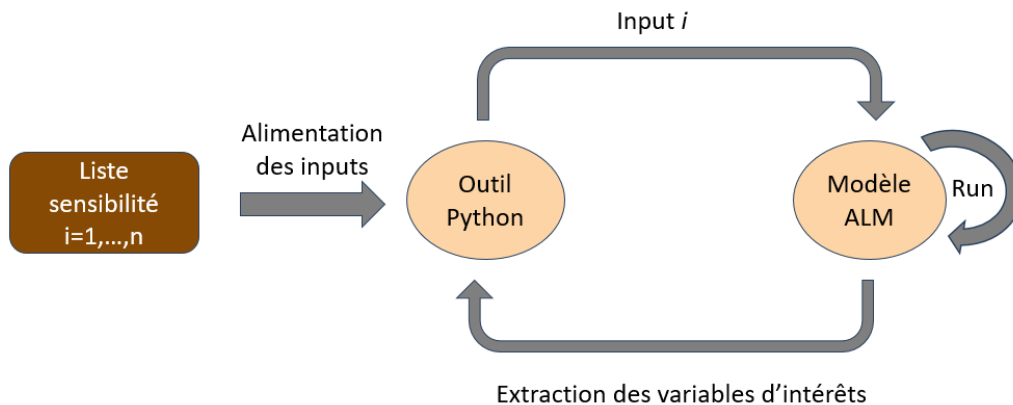 Input i
Alimentation
des inputs
Liste
sensibilité
i=1,...,n
Outil
Python
Modèle
ALM
Run
Extraction des variables d'intérêts